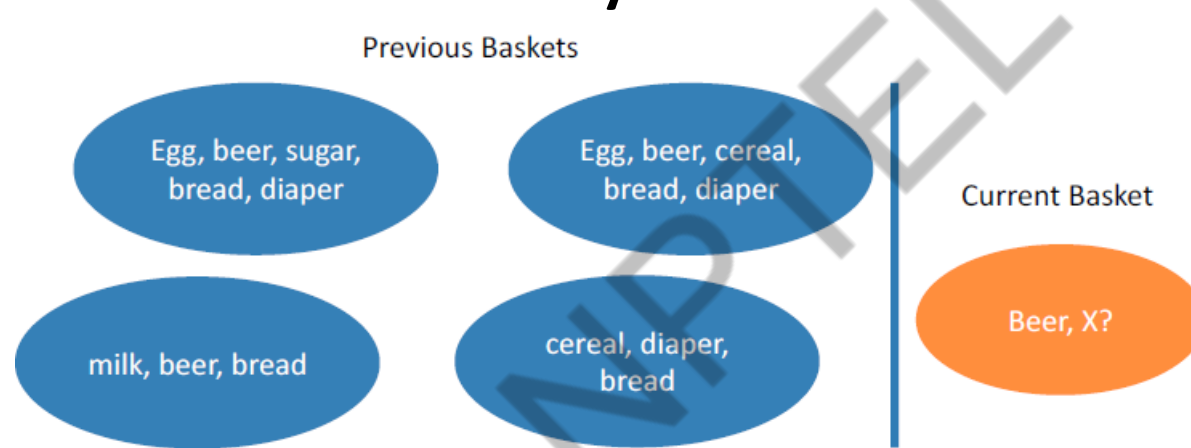 Previous Baskets
Egg, beer, sugar,
bread, diaper
Egg, beer, cereal,
bread, diaper
Current Basket
milk, beer, bread
cereal, diaper,
bread
Beer, X?
NPTEL